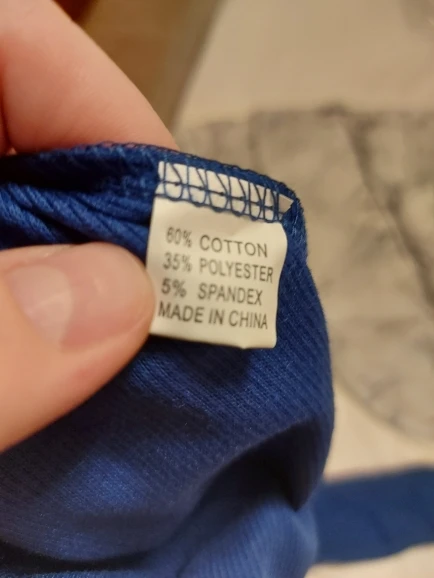 60% COTTON
35% POLYESTER
5% SPANDEX
MADE IN CHINA